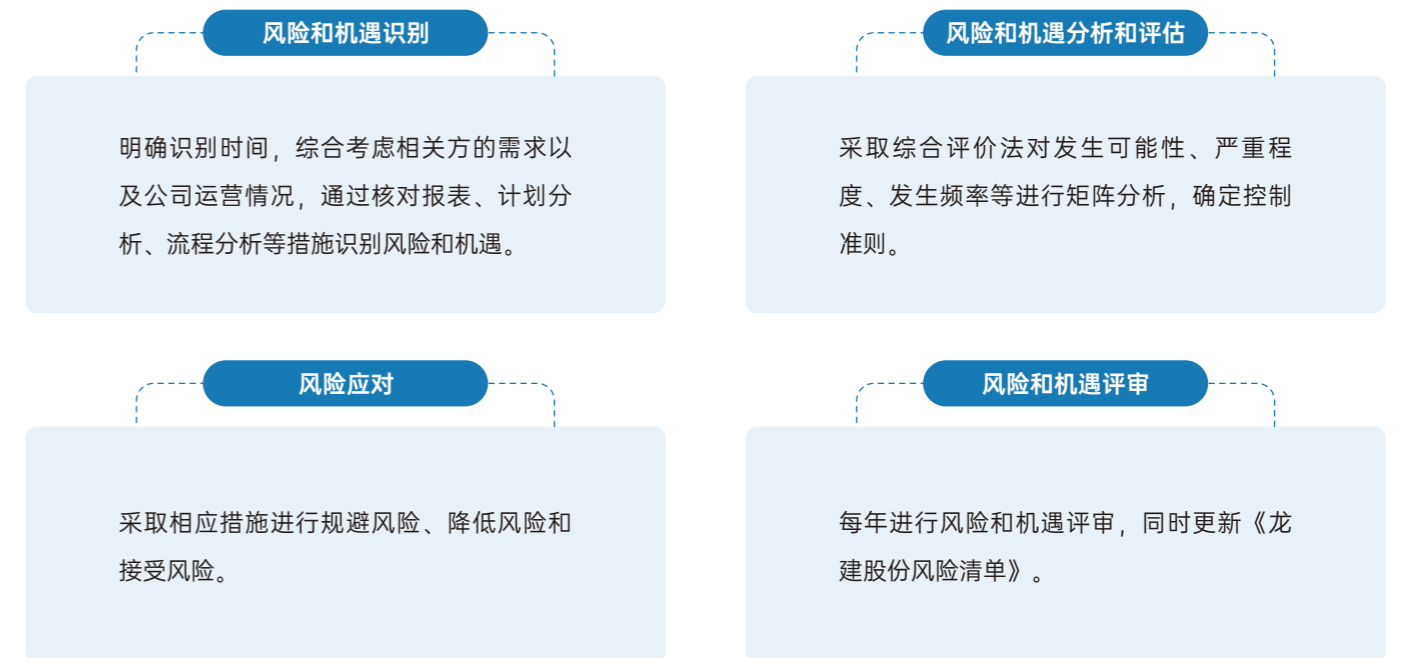 风险和机遇识别
明确识别时间，综合考虑相关方的需求以
及公司运营情况，通过核对报表、计划分
析、流程分析等措施识别风险和机遇。
风险和机遇分析和评估
采取综合评价法对发生可能性、严重程
度、发生频率等进行矩阵分析，确定控制
准则。
风险应对
采取相应措施进行规避风险、降低风险和
接受风险。
风险和机遇评审
每年进行风险和机遇评审，同时更新《龙
建股份风险清单》。